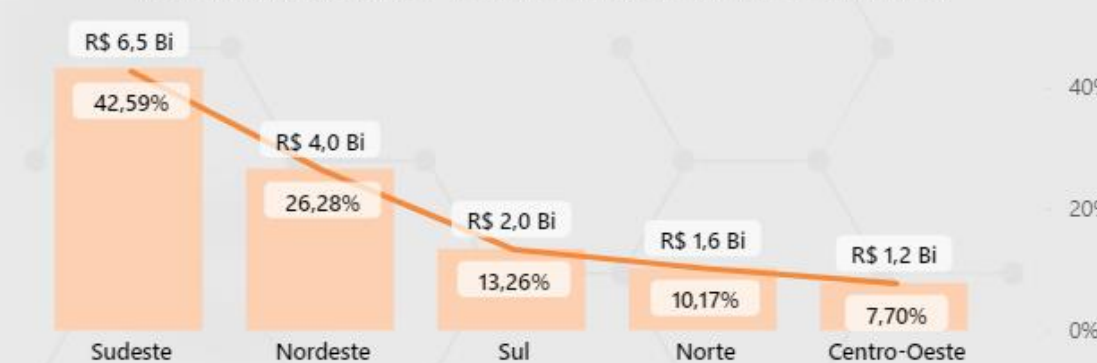 R$ 6,5 Bi
42,59%
R$ 4,0 Bi
26,28%
R$ 2,0 Bi
13,26%
R$ 1,6 Bi
10,17%
R$ 1,2 Bi
7,70%
40%
20%
0%
Sudeste Nordeste Sul Norte Centro-Oeste